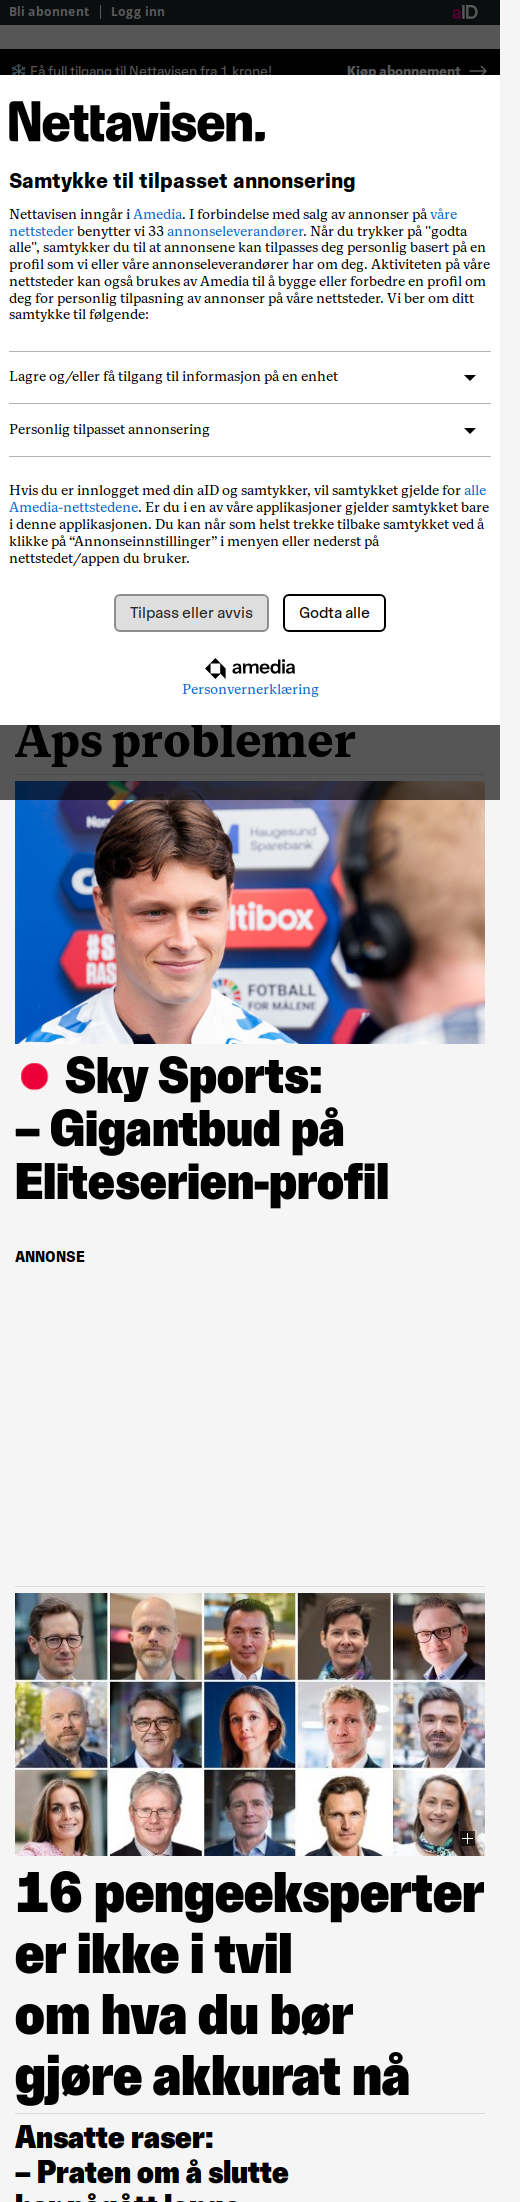 Bli abonnent | Logg inn
aID
Få full tilgang til Nettavisen fra 1 krone! Kjøp abonnement →
Nettavisen.
Samtykke til tilpasset annonsering
Nettavisen inngår i Amedia. I forbindelse med salg av annonser på våre
nettsteder benytter vi 33 annonseleverandører. Når du trykker på "godta
alle", samtykker du til at annonsene kan tilpasses deg personlig basert på en
profil som vi eller våre annonseleverandører har om deg. Aktiviteten på våre
nettsteder kan også brukes av Amedia til å bygge eller forbedre en profil om
deg for personlig tilpasning av annonser på våre nettsteder. Vi ber om ditt
samtykke til følgende:
Lagre og/eller få tilgang til informasjon på en enhet
Personlig tilpasset annonsering
Hvis du er innlogget med din aID og samtykker, vil samtykket gjelde for alle
Amedia-nettstedene. Er du i en av våre applikasjoner gjelder samtykket bare
i denne applikasjonen. Du kan når som helst trekke tilbake samtykket ved å
klikke på “Annonseinnstillinger” i menyen eller nederst på
nettstedet/appen du bruker.
Tilpass eller avvis
Godta alle
amedia
Personvernerklæring
Aps problemer
Haugesund
Sparebank
ltibox
FOTBALL
FOR MÅLENE
Sky Sports:
– Gigantbud på
Eliteserien-profil
ANNONSE
16 pengeeksperter
er ikke i tvil
om hva du bør
gjøre akkurat nå
Ansatte raser:
– Praten om å slutte